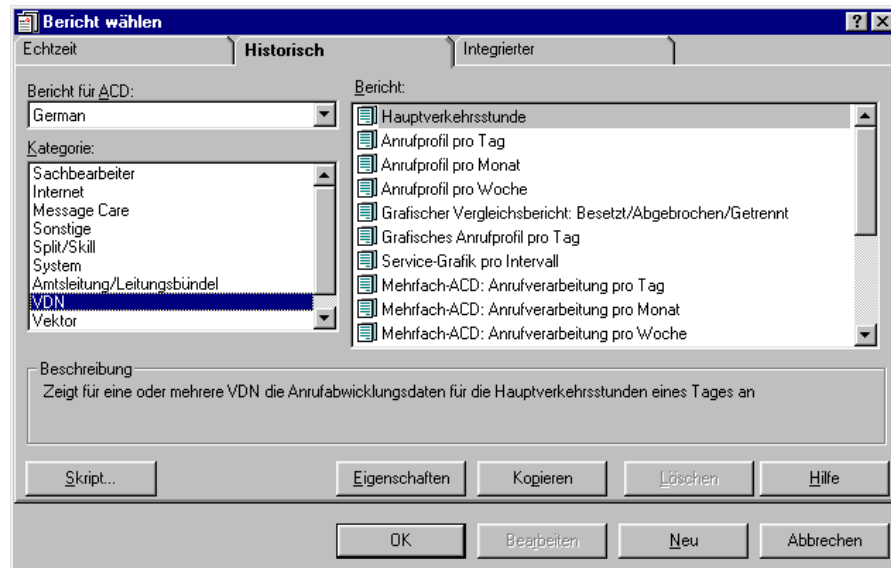 Bericht wählen
Echtzeit
Historisch
Integrierter
Bericht für ACD:
German
Kategorie:
Sachbearbeiter
Internet
Message Care
Sonstige
Split/Skill
System
Amtsleitung/Leitungsbündel
VDN
Vektor
Bericht:
Hauptverkehrsstunde
Anrufprofil pro Tag
Anrufprofil pro Monat
Anrufprofil pro Woche
Grafischer Vergleichsbericht: Besetzt/Abgebrochen/Getrennt
Grafisches Anrufprofil pro Tag
Service-Grafik pro Intervall
Mehrfach-ACD: Anrufverarbeitung pro Tag
Mehrfach-ACD: Anrufverarbeitung pro Monat
Mehrfach-ACD: Anrufverarbeitung pro Woche
Beschreibung
Zeigt für eine oder mehrere VDN die Anrufabwicklungsdaten für die Hauptverkehrsstunden eines Tages an
Skript...
Eigenschaften
Kopieren
Löschen
Hilfe
OK
Bearbeiten
Neu
Abbrechen